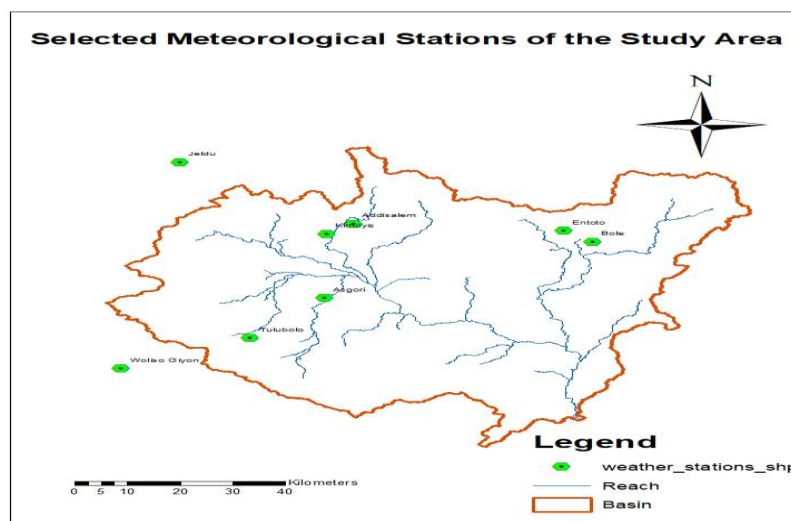 Selected Meteorological Stations of the Study Area
N
Jeldu
Addisalem
Entoto
Bole
Asgori
Tulubolo
Woliso Giyon
Legend
weather_stations_shp
Reach
Basin
Kilometers
0 5 10 20 30 40